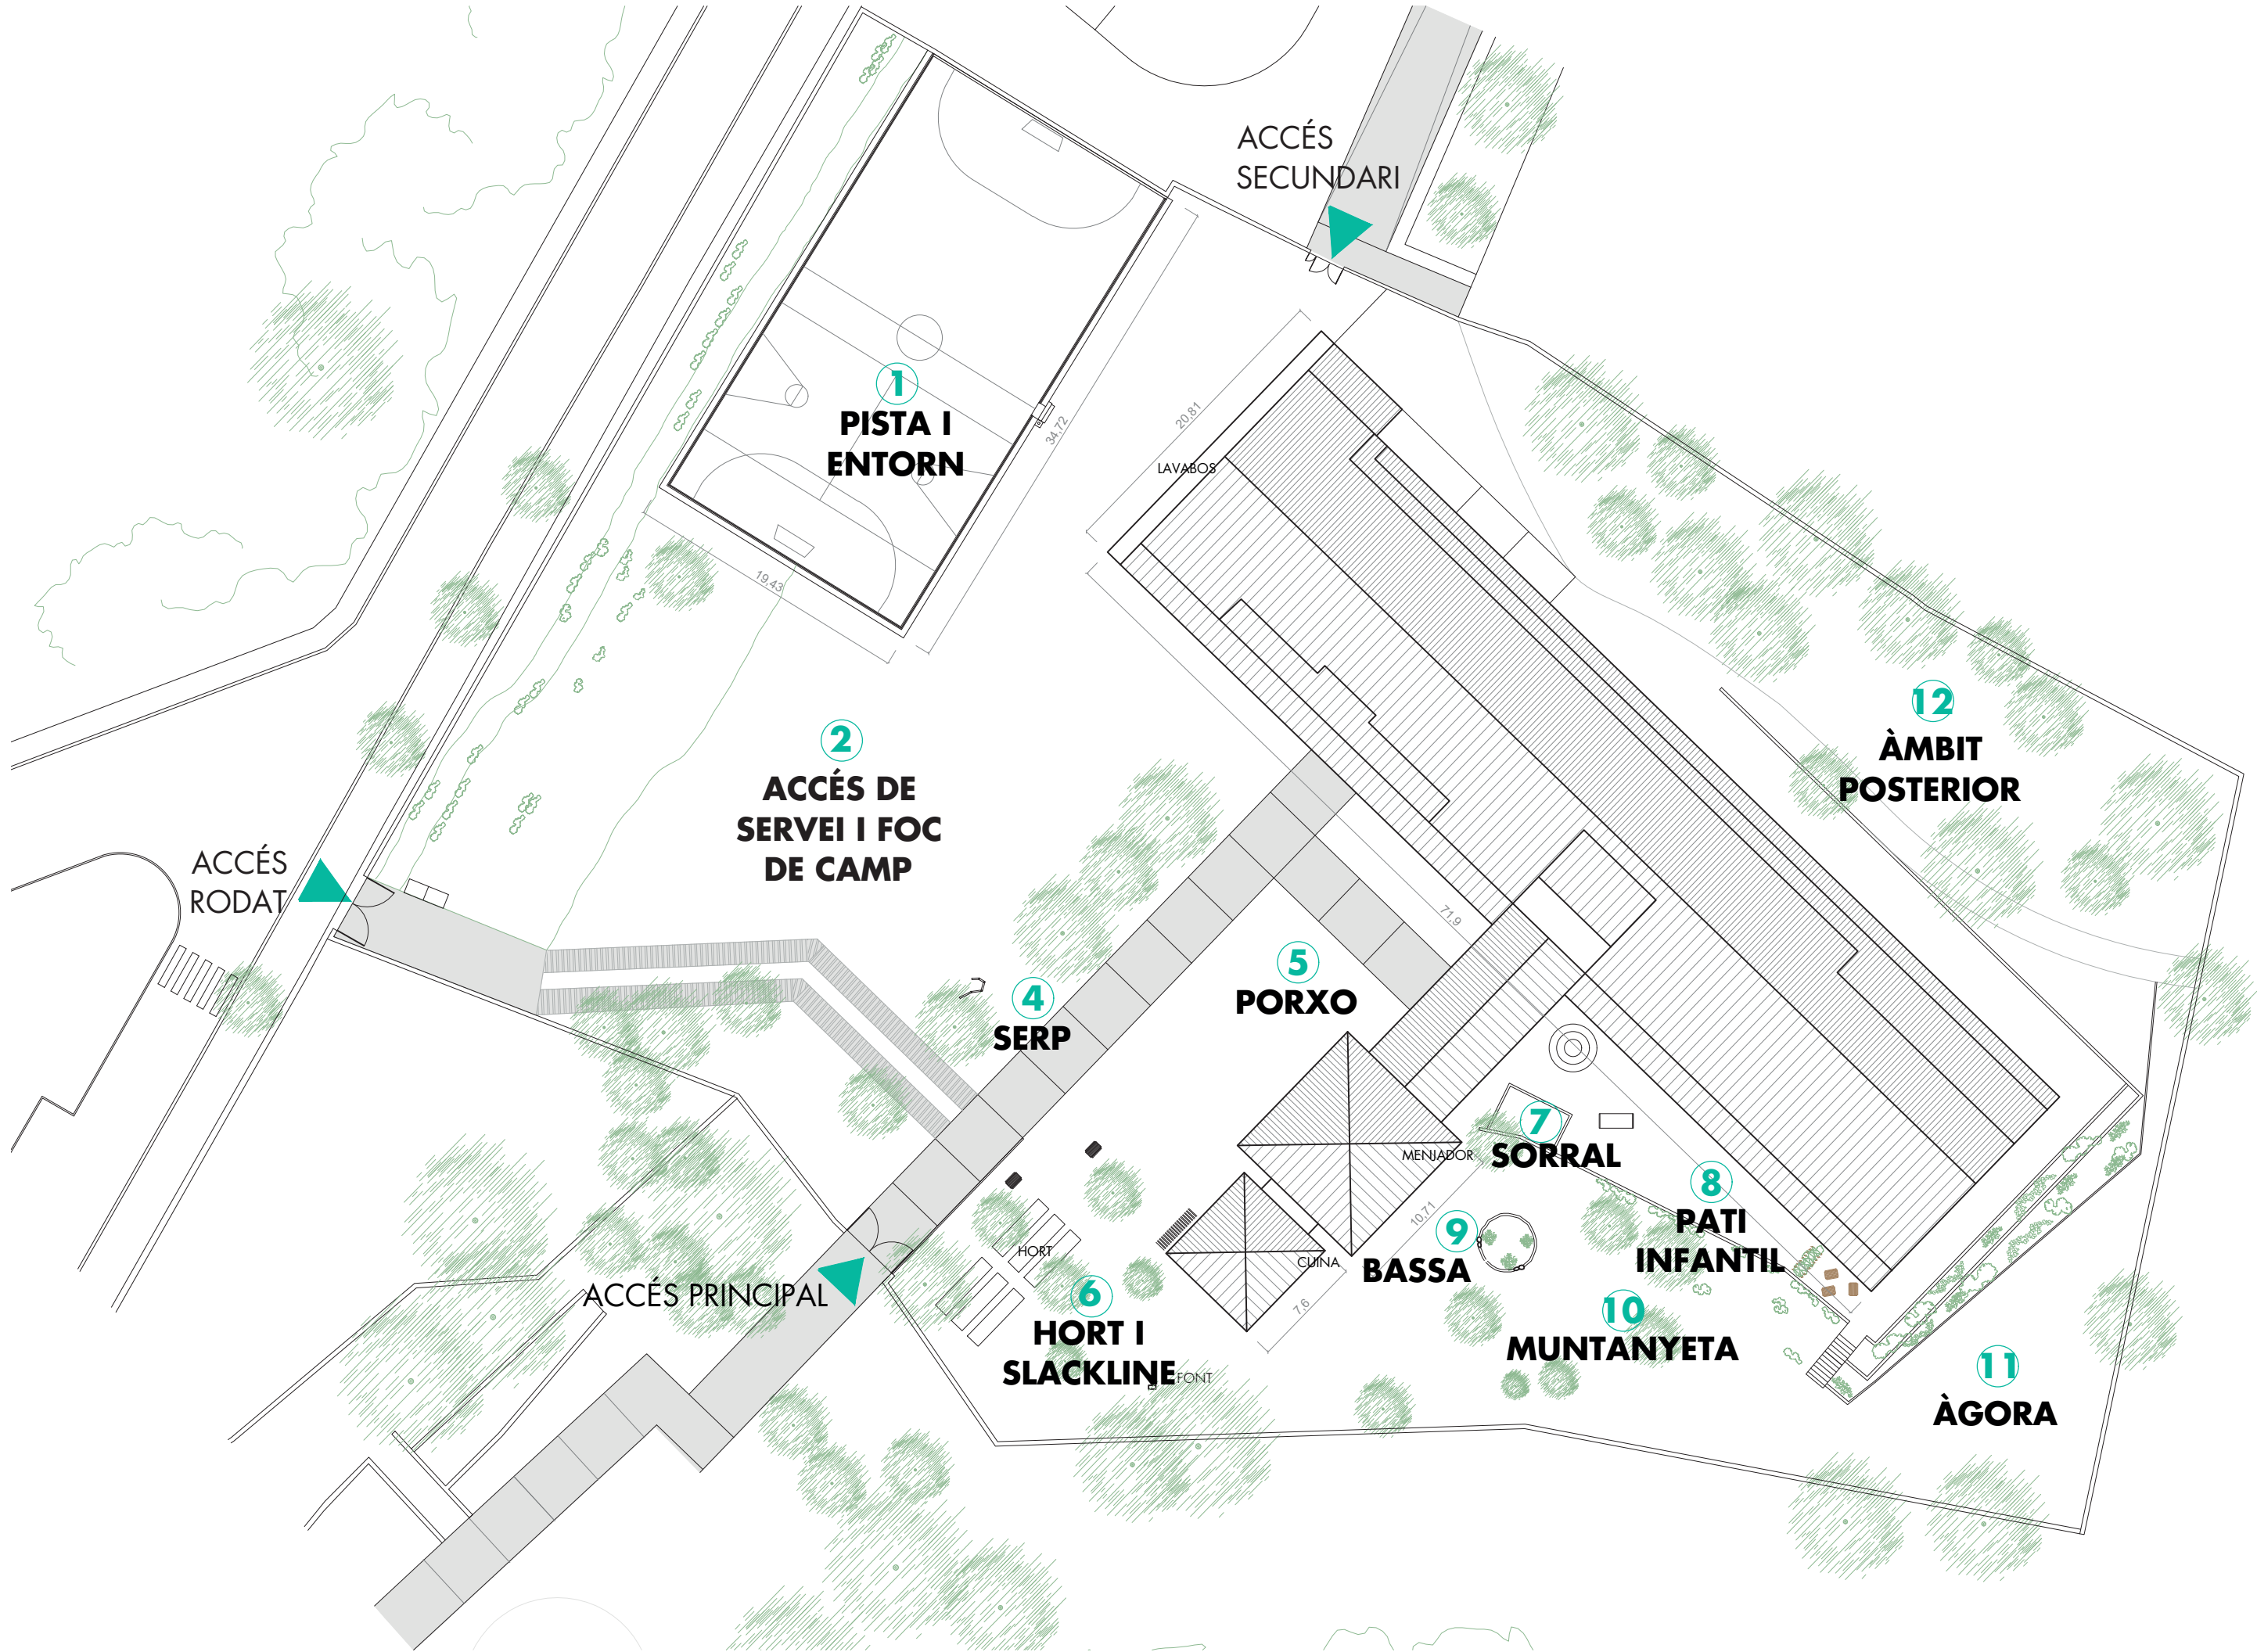 ACCÉS
SECUNDARI
1
PISTA I
ENTORN
20,81
34,72
LAVABOS
19,43
12
ÀMBIT
POSTERIOR
2
ACCÉS DE
SERVEI I FOC
DE CAMP
ACCÉS
RODAT
71,9
5
PORXO
4
SERP
7
SORRAL
MENJADOR
8
PATI
INFANTIL
10,71
9
BASSA
HORT
CUINA
ACCÉS PRINCIPAL
6
HORT I
SLACKLINE
7,6
10
MUNTANYETA
FONT
11
ÀGORA